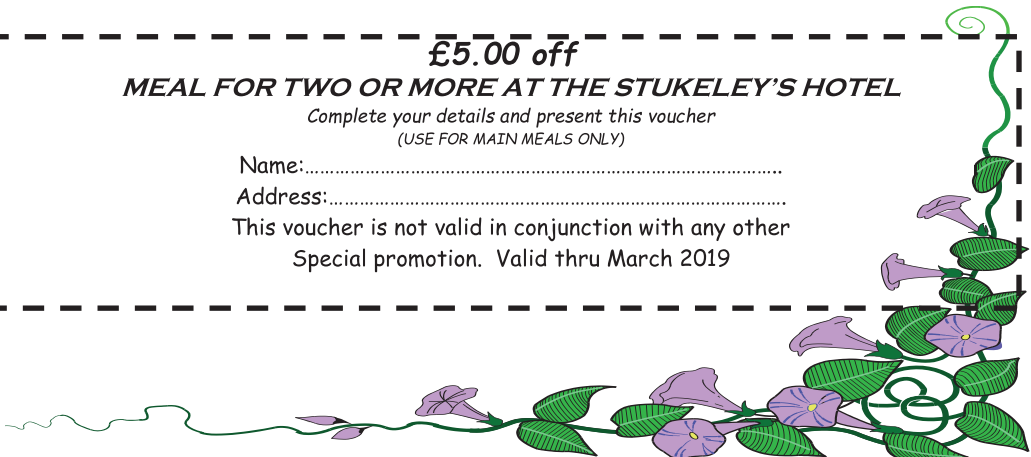 £5.00 off
MEAL FOR TWO OR MORE AT THE STUKELEY'S HOTEL
Complete your details and present this voucher
(USE FOR MAIN MEALS ONLY)
Name:………………………………………………………………………………..
Address:……………………………………………………………………………….
This voucher is not valid in conjunction with any other
Special promotion.  Valid thru March 2019